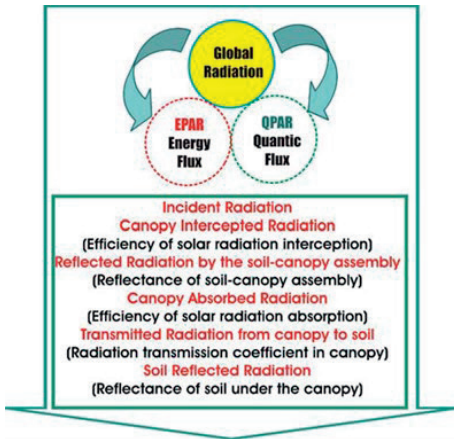 Global
Radiation
EPAR
Energy
Flux
QPAR
Quantic
Flux
Incident Radiation
Canopy Intercepted Radiation
(Efficiency of solar radiation interception)
Reflected Radiation by the soil-canopy assembly
(Reflectance of soil-canopy assembly)
Canopy Absorbed Radiation
(Efficiency of solar radiation absorption)
Transmitted Radiation from canopy to soil
(Radiation transmission coefficient in canopy)
Soil Reflected Radiation
(Reflectance of soil under the canopy)